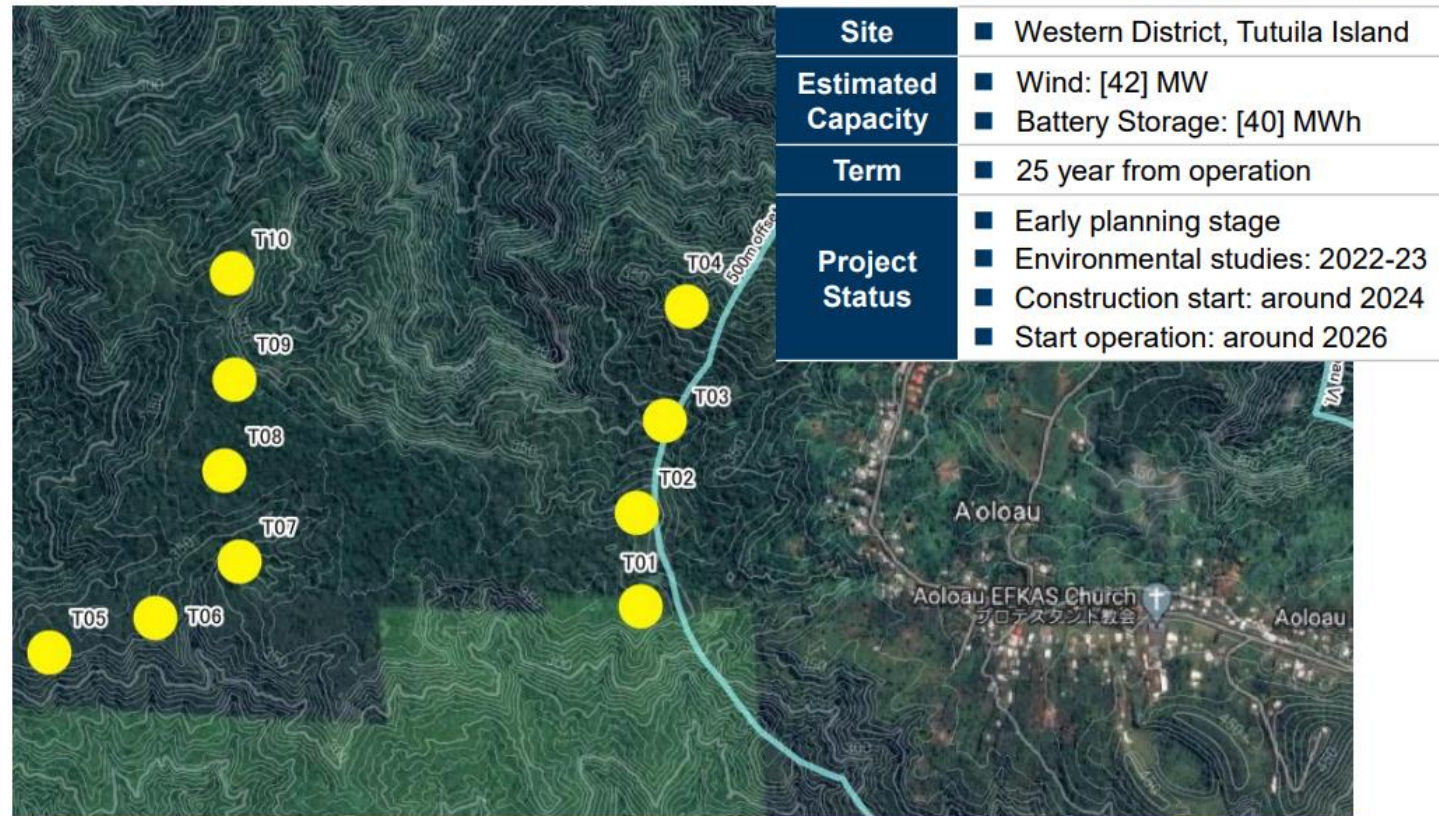 Site
■ Western District, Tutuila Island
Estimated
Capacity
■ Wind: [42] MW
■ Battery Storage: [40] MWh
Term
■ 25 year from operation
Project
Status
■ Early planning stage
■ Environmental studies: 2022-23
■ Construction start: around 2024
■ Start operation: around 2026
T10
T04
500m offset
T09
T03
T08
T02
A'oloau
T07
T01
Aoloau EFKAS Church
プロテスタント教会
Aoloau
T05
T06